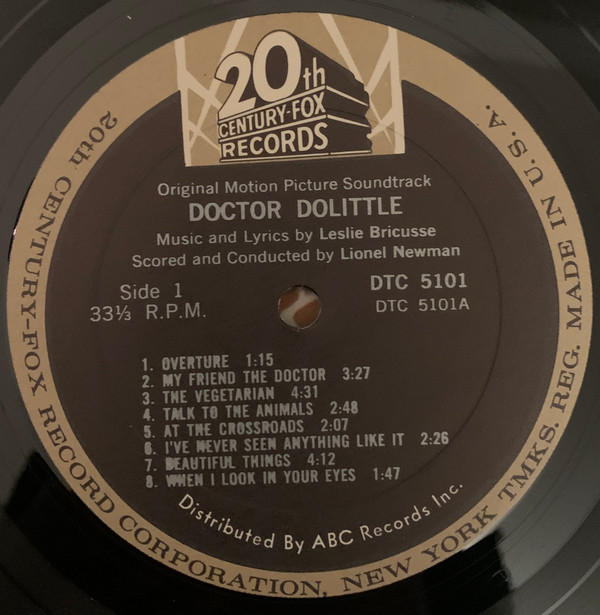 20th
CENTURY-FOX
RECORDS
Original Motion Picture Soundtrack
DOCTOR DOLITTLE
Music and Lyrics by Leslie Bricusse
Scored and Conducted by Lionel Newman
Side 1
33⅓ R.P.M.
DTC 5101
DTC 5101A
1. OVERTURE 1:15
2. MY FRIEND THE DOCTOR 3:27
3. THE VEGETARIAN 4:31
4. TALK TO THE ANIMALS 2:48
5. AT THE CROSSROADS 2:07
6. I'VE NEVER SEEN ANYTHING LIKE IT 2:26
7. BEAUTIFUL THINGS 4:12
8. WHEN I LOOK IN YOUR EYES 1:47
Distributed By ABC Records Inc.
20th CENTURY-FOX RECORD CORPORATION, NEW YORK TMKS. REG. MADE IN U.S.A.